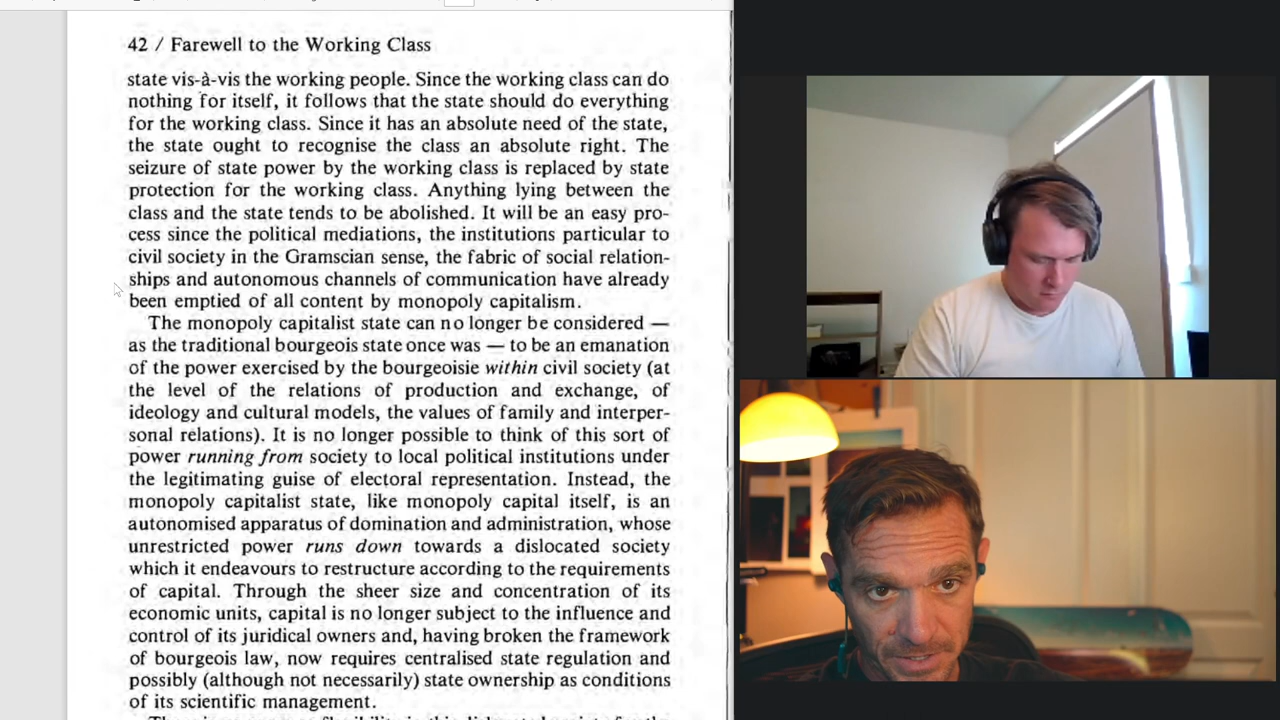 42 / Farewell to the Working Class
state vis-à-vis the working people. Since the working class can do
nothing for itself, it follows that the state should do everything
for the working class. Since it has an absolute need of the state,
the state ought to recognise the class an absolute right. The
seizure of state power by the working class is replaced by state
protection for the working class. Anything lying between the
class and the state tends to be abolished. It will be an easy pro-
cess since the political mediations, the institutions particular to
civil society in the Gramscian sense, the fabric of social relation-
ships and autonomous channels of communication have already
been emptied of all content by monopoly capitalism.
The monopoly capitalist state can no longer be considered —
as the traditional bourgeois state once was — to be an emanation
of the power exercised by the bourgeoisie within civil society (at
the level of the relations of production and exchange, of
ideology and cultural models, the values of family and interper-
sonal relations). It is no longer possible to think of this sort of
power running from society to local political institutions under
the legitimating guise of electoral representation. Instead, the
monopoly capitalist state, like monopoly capital itself, is an
autonomised apparatus of domination and administration, whose
unrestricted power runs down towards a dislocated society
which it endeavours to restructure according to the requirements
of capital. Through the sheer size and concentration of its
economic units, capital is no longer subject to the influence and
control of its juridical owners and, having broken the framework
of bourgeois law, now requires centralised state regulation and
possibly (although not necessarily) state ownership as conditions
of its scientific management.